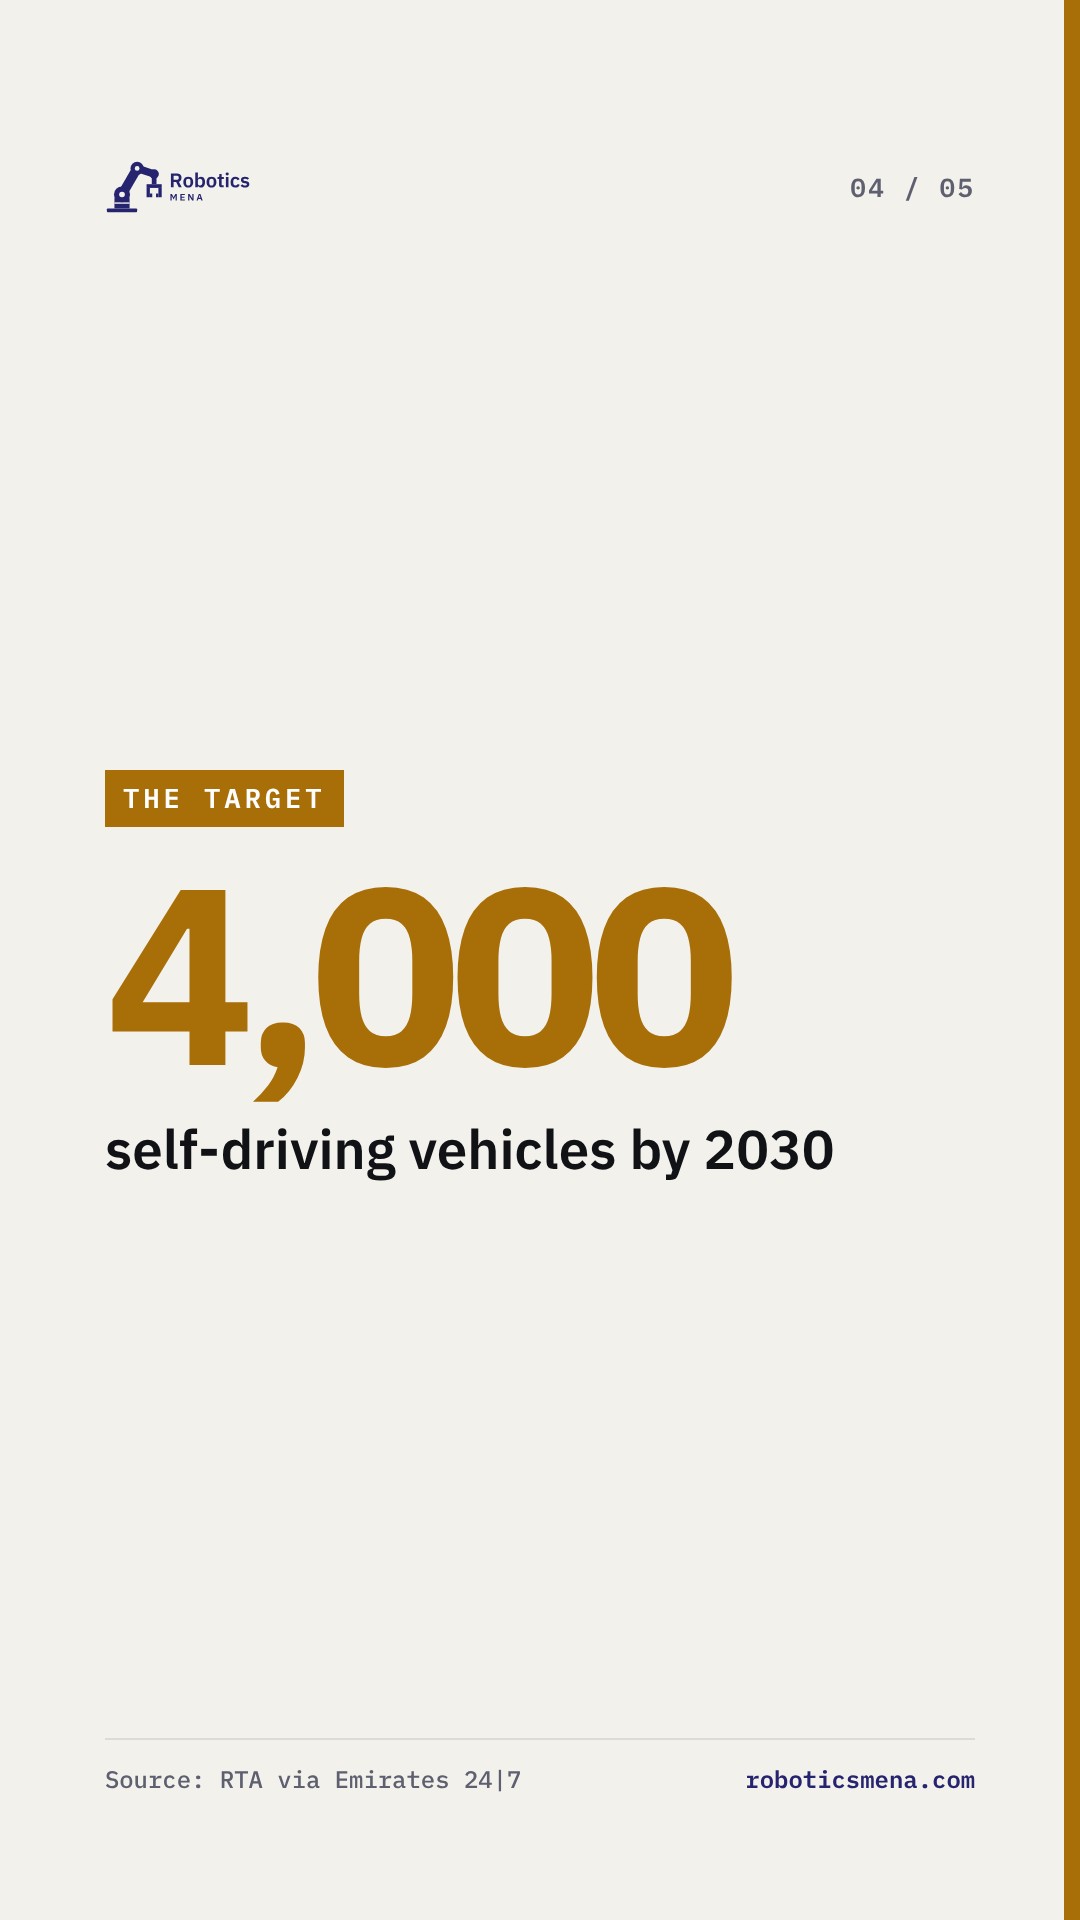 Robotics
MENA
04 / 05
THE TARGET
4,000
self-driving vehicles by 2030
Source: RTA via Emirates 24|7
roboticsmena.com